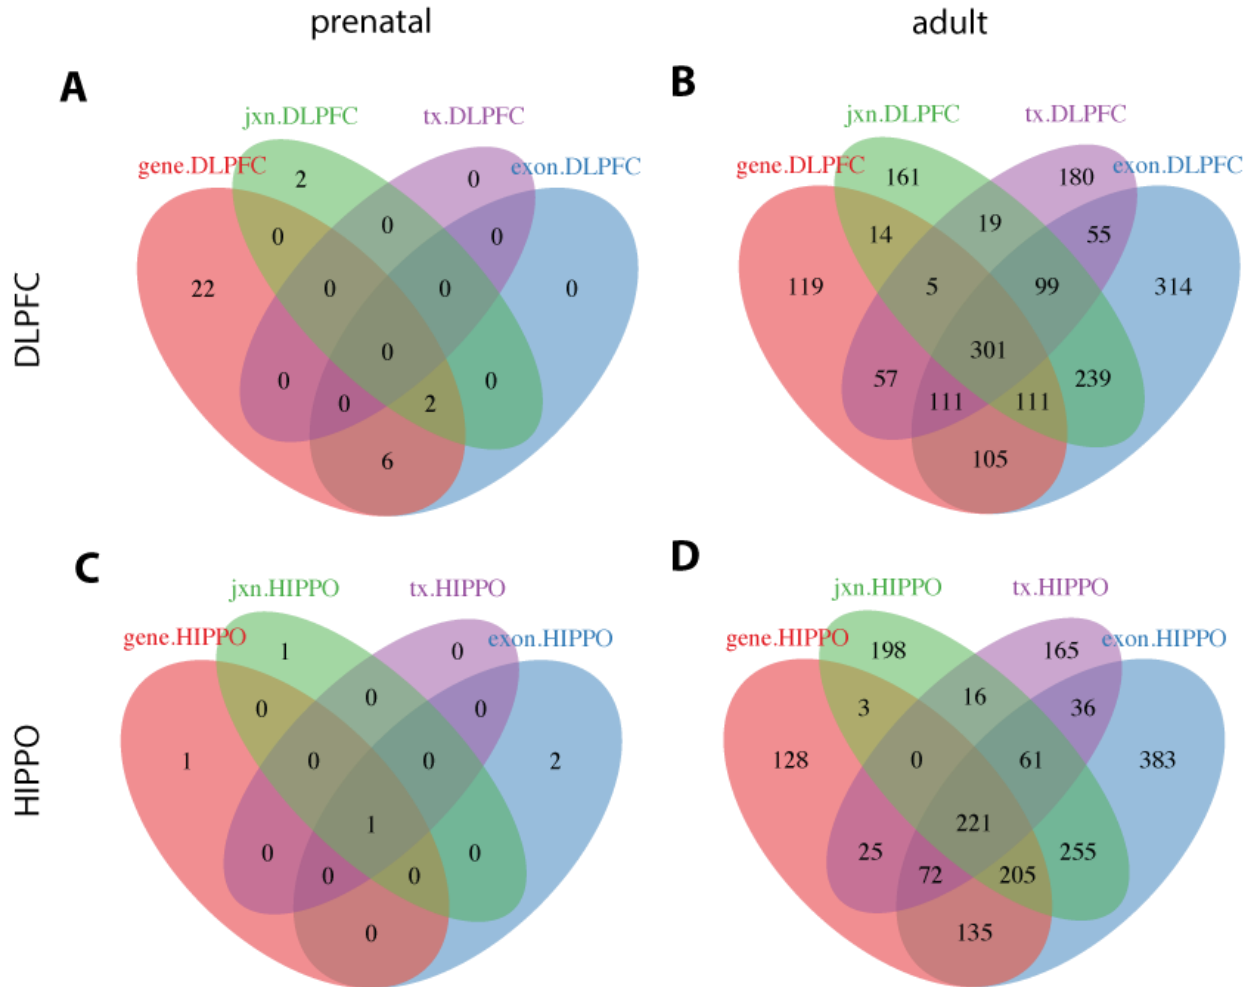 prenatal
adult
A
B
jxn.DLPFC
tx.DLPFC
gene.DLPFC
exon.DLPFC
2
0
0
0
0
22
0
0
0
0
0
0
0
2
6
jxn.DLPFC
tx.DLPFC
gene.DLPFC
exon.DLPFC
161
180
19
14
55
119
5
99
314
301
57
239
111
111
105
DLPFC
C
D
jxn.HIPPO
tx.HIPPO
gene.HIPPO
exon.HIPPO
1
0
0
0
0
1
0
0
2
1
0
0
0
0
0
jxn.HIPPO
tx.HIPPO
gene.HIPPO
exon.HIPPO
198
165
16
3
36
128
0
61
383
221
25
255
72
205
135
HIPPO